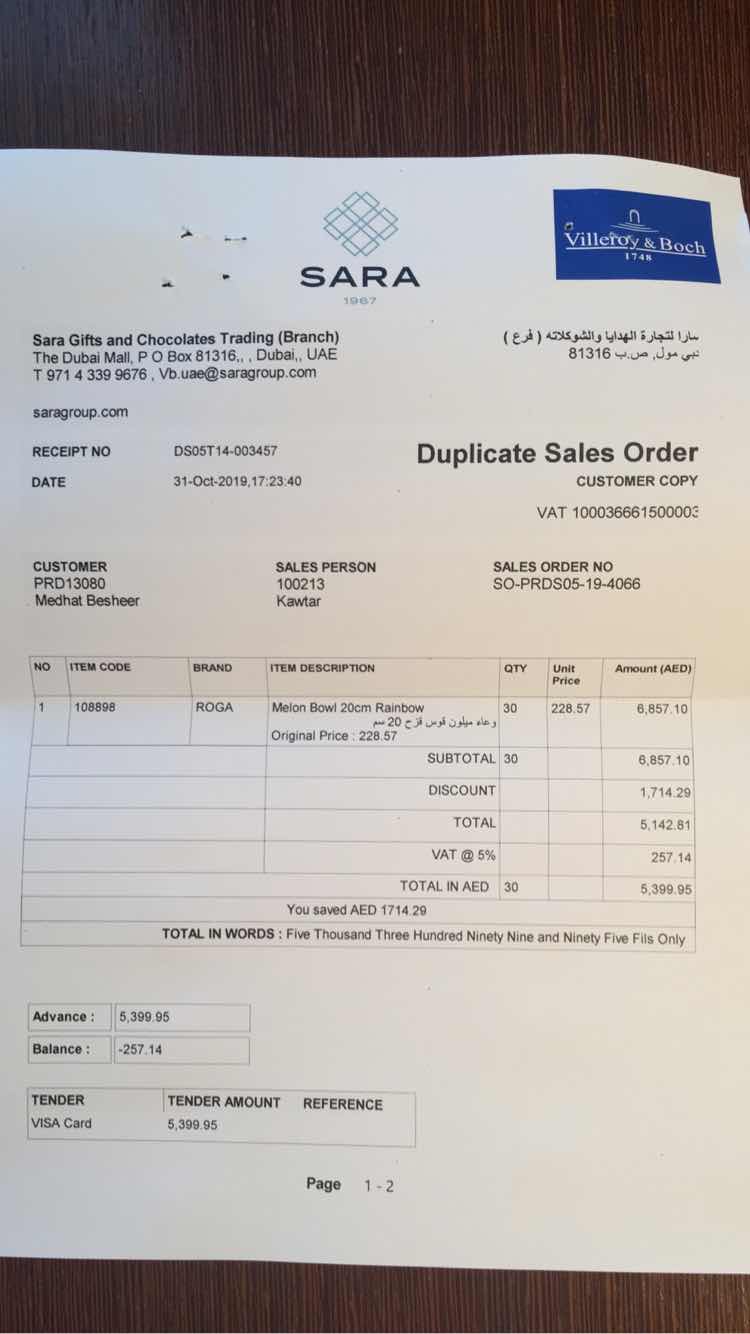 SARA
1967
Villeroy & Boch
1748
Sara Gifts and Chocolates Trading (Branch)
The Dubai Mall, P O Box 81316,, , Dubai,, UAE
T 971 4 339 9676 , Vb.uae@saragroup.com
saragroup.com
سارا لتجارة الهدايا والشوكلاته ( فرع )
دبي مول, ص.ب 81316
RECEIPT NO DS05T14-003457
DATE 31-Oct-2019,17:23:40
Duplicate Sales Order
CUSTOMER COPY
VAT 100036661500003
CUSTOMER SALES PERSON SALES ORDER NO
PRD13080 100213 SO-PRDS05-19-4066
Medhat Besheer Kawtar
NO ITEM CODE BRAND ITEM DESCRIPTION QTY Unit Price Amount (AED)
1 108898 ROGA Melon Bowl 20cm Rainbow 30 228.57 6,857.10
وعاء ميلون قوس قزح 20 سم
Original Price : 228.57
SUBTOTAL 30 6,857.10
DISCOUNT 1,714.29
TOTAL 5,142.81
VAT @ 5% 257.14
TOTAL IN AED 30 5,399.95
You saved AED 1714.29
TOTAL IN WORDS : Five Thousand Three Hundred Ninety Nine and Ninety Five Fils Only
Advance : 5,399.95
Balance : -257.14
TENDER TENDER AMOUNT REFERENCE
VISA Card 5,399.95
Page 1 - 2